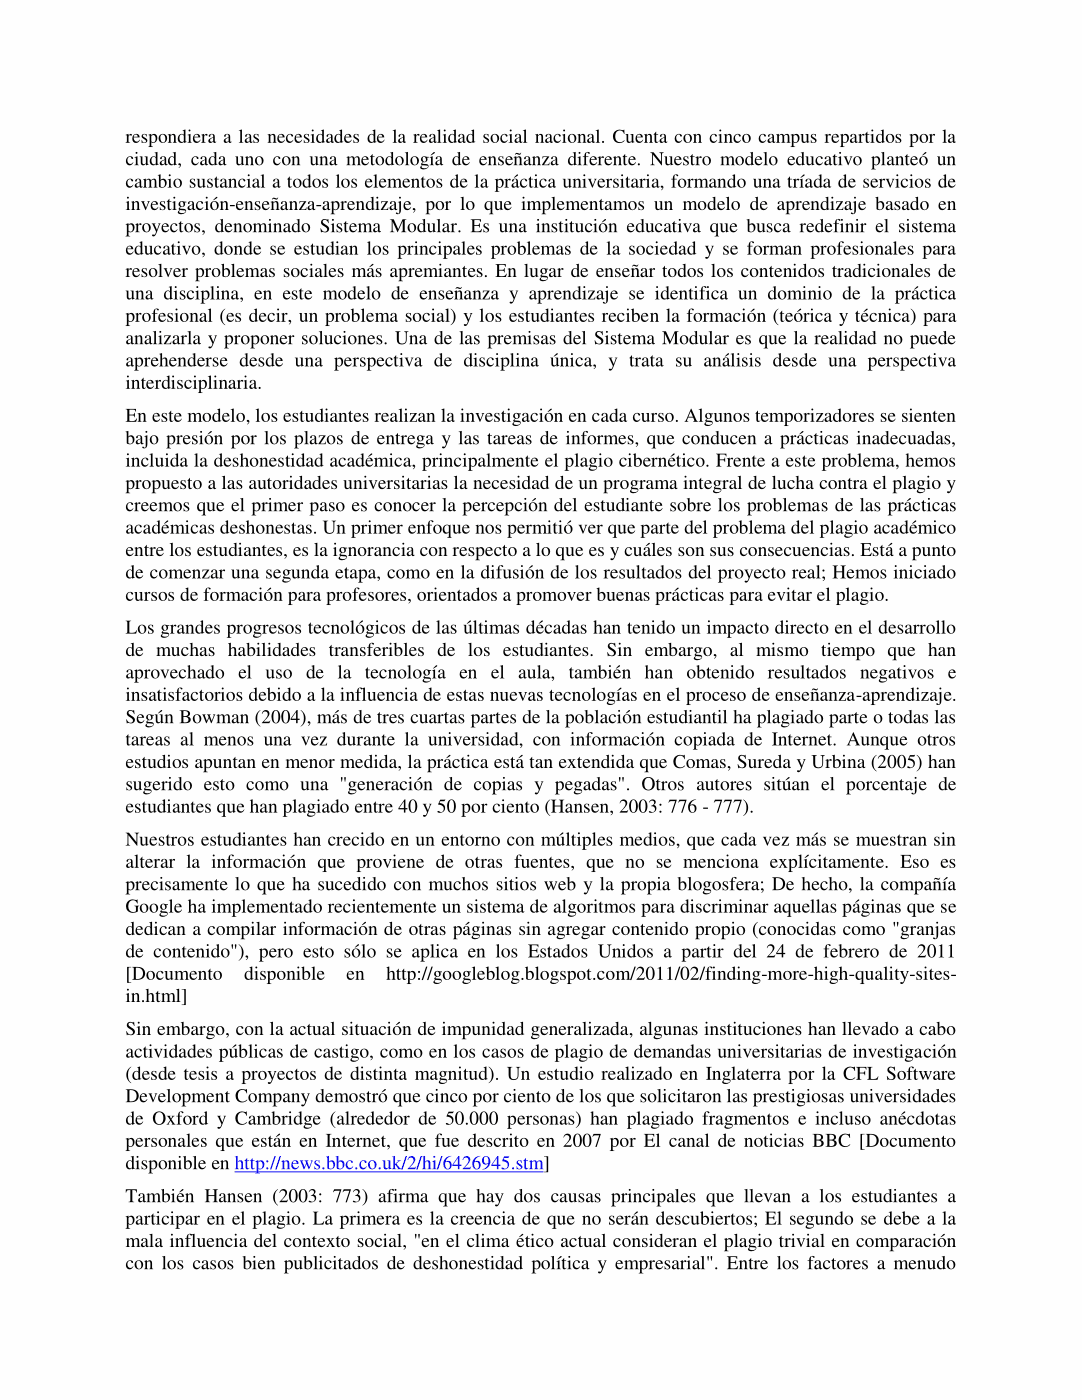 respondiera a las necesidades de la realidad social nacional. Cuenta con cinco campus repartidos por la
ciudad, cada uno con una metodología de enseñanza diferente. Nuestro modelo educativo planteó un
cambio sustancial a todos los elementos de la práctica universitaria, formando una tríada de servicios de
investigación-enseñanza-aprendizaje, por lo que implementamos un modelo de aprendizaje basado en
proyectos, denominado Sistema Modular. Es una institución educativa que busca redefinir el sistema
educativo, donde se estudian los principales problemas de la sociedad y se forman profesionales para
resolver problemas sociales más apremiantes. En lugar de enseñar todos los contenidos tradicionales de
una disciplina, en este modelo de enseñanza y aprendizaje se identifica un dominio de la práctica
profesional (es decir, un problema social) y los estudiantes reciben la formación (teórica y técnica) para
analizarla y proponer soluciones. Una de las premisas del Sistema Modular es que la realidad no puede
aprehenderse desde una perspectiva de disciplina única, y trata su análisis desde una perspectiva
interdisciplinaria.
En este modelo, los estudiantes realizan la investigación en cada curso. Algunos temporizadores se sienten
bajo presión por los plazos de entrega y las tareas de informes, que conducen a prácticas inadecuadas,
incluida la deshonestidad académica, principalmente el plagio cibernético. Frente a este problema, hemos
propuesto a las autoridades universitarias la necesidad de un programa integral de lucha contra el plagio y
creemos que el primer paso es conocer la percepción del estudiante sobre los problemas de las prácticas
académicas deshonestas. Un primer enfoque nos permitió ver que parte del problema del plagio académico
entre los estudiantes, es la ignorancia con respecto a lo que es y cuáles son sus consecuencias. Está a punto
de comenzar una segunda etapa, como en la difusión de los resultados del proyecto real; Hemos iniciado
cursos de formación para profesores, orientados a promover buenas prácticas para evitar el plagio.
Los grandes progresos tecnológicos de las últimas décadas han tenido un impacto directo en el desarrollo
de muchas habilidades transferibles de los estudiantes. Sin embargo, al mismo tiempo que han
aprovechado el uso de la tecnología en el aula, también han obtenido resultados negativos e
insatisfactorios debido a la influencia de estas nuevas tecnologías en el proceso de enseñanza-aprendizaje.
Según Bowman (2004), más de tres cuartas partes de la población estudiantil ha plagiado parte o todas las
tareas al menos una vez durante la universidad, con información copiada de Internet. Aunque otros
estudios apuntan en menor medida, la práctica está tan extendida que Comas, Sureda y Urbina (2005) han
sugerido esto como una "generación de copias y pegadas". Otros autores sitúan el porcentaje de
estudiantes que han plagiado entre 40 y 50 por ciento (Hansen, 2003: 776 - 777).
Nuestros estudiantes han crecido en un entorno con múltiples medios, que cada vez más se muestran sin
alterar la información que proviene de otras fuentes, que no se menciona explícitamente. Eso es
precisamente lo que ha sucedido con muchos sitios web y la propia blogosfera; De hecho, la compañía
Google ha implementado recientemente un sistema de algoritmos para discriminar aquellas páginas que se
dedican a compilar información de otras páginas sin agregar contenido propio (conocidas como "granjas
de contenido"), pero esto sólo se aplica en los Estados Unidos a partir del 24 de febrero de 2011
[Documento disponible en http://googleblog.blogspot.com/2011/02/finding-more-high-quality-sites-
in.html]
Sin embargo, con la actual situación de impunidad generalizada, algunas instituciones han llevado a cabo
actividades públicas de castigo, como en los casos de plagio de demandas universitarias de investigación
(desde tesis a proyectos de distinta magnitud). Un estudio realizado en Inglaterra por la CFL Software
Development Company demostró que cinco por ciento de los que solicitaron las prestigiosas universidades
de Oxford y Cambridge (alrededor de 50.000 personas) han plagiado fragmentos e incluso anécdotas
personales que están en Internet, que fue descrito en 2007 por El canal de noticias BBC [Documento
disponible en http://news.bbc.co.uk/2/hi/6426945.stm]
También Hansen (2003: 773) afirma que hay dos causas principales que llevan a los estudiantes a
participar en el plagio. La primera es la creencia de que no serán descubiertos; El segundo se debe a la
mala influencia del contexto social, "en el clima ético actual consideran el plagio trivial en comparación
con los casos bien publicitados de deshonestidad política y empresarial". Entre los factores a menudo